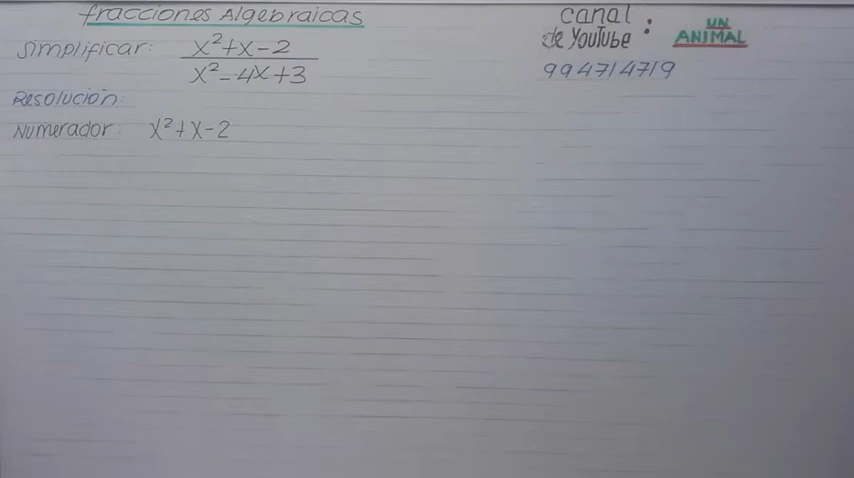 fracciones Algebraicas
Simplificar: x²+x-2
x²-4x+3
Resolución:
Numerador: x²+x-2
canal
de YouTube :
UN
ANIMAL
994714719